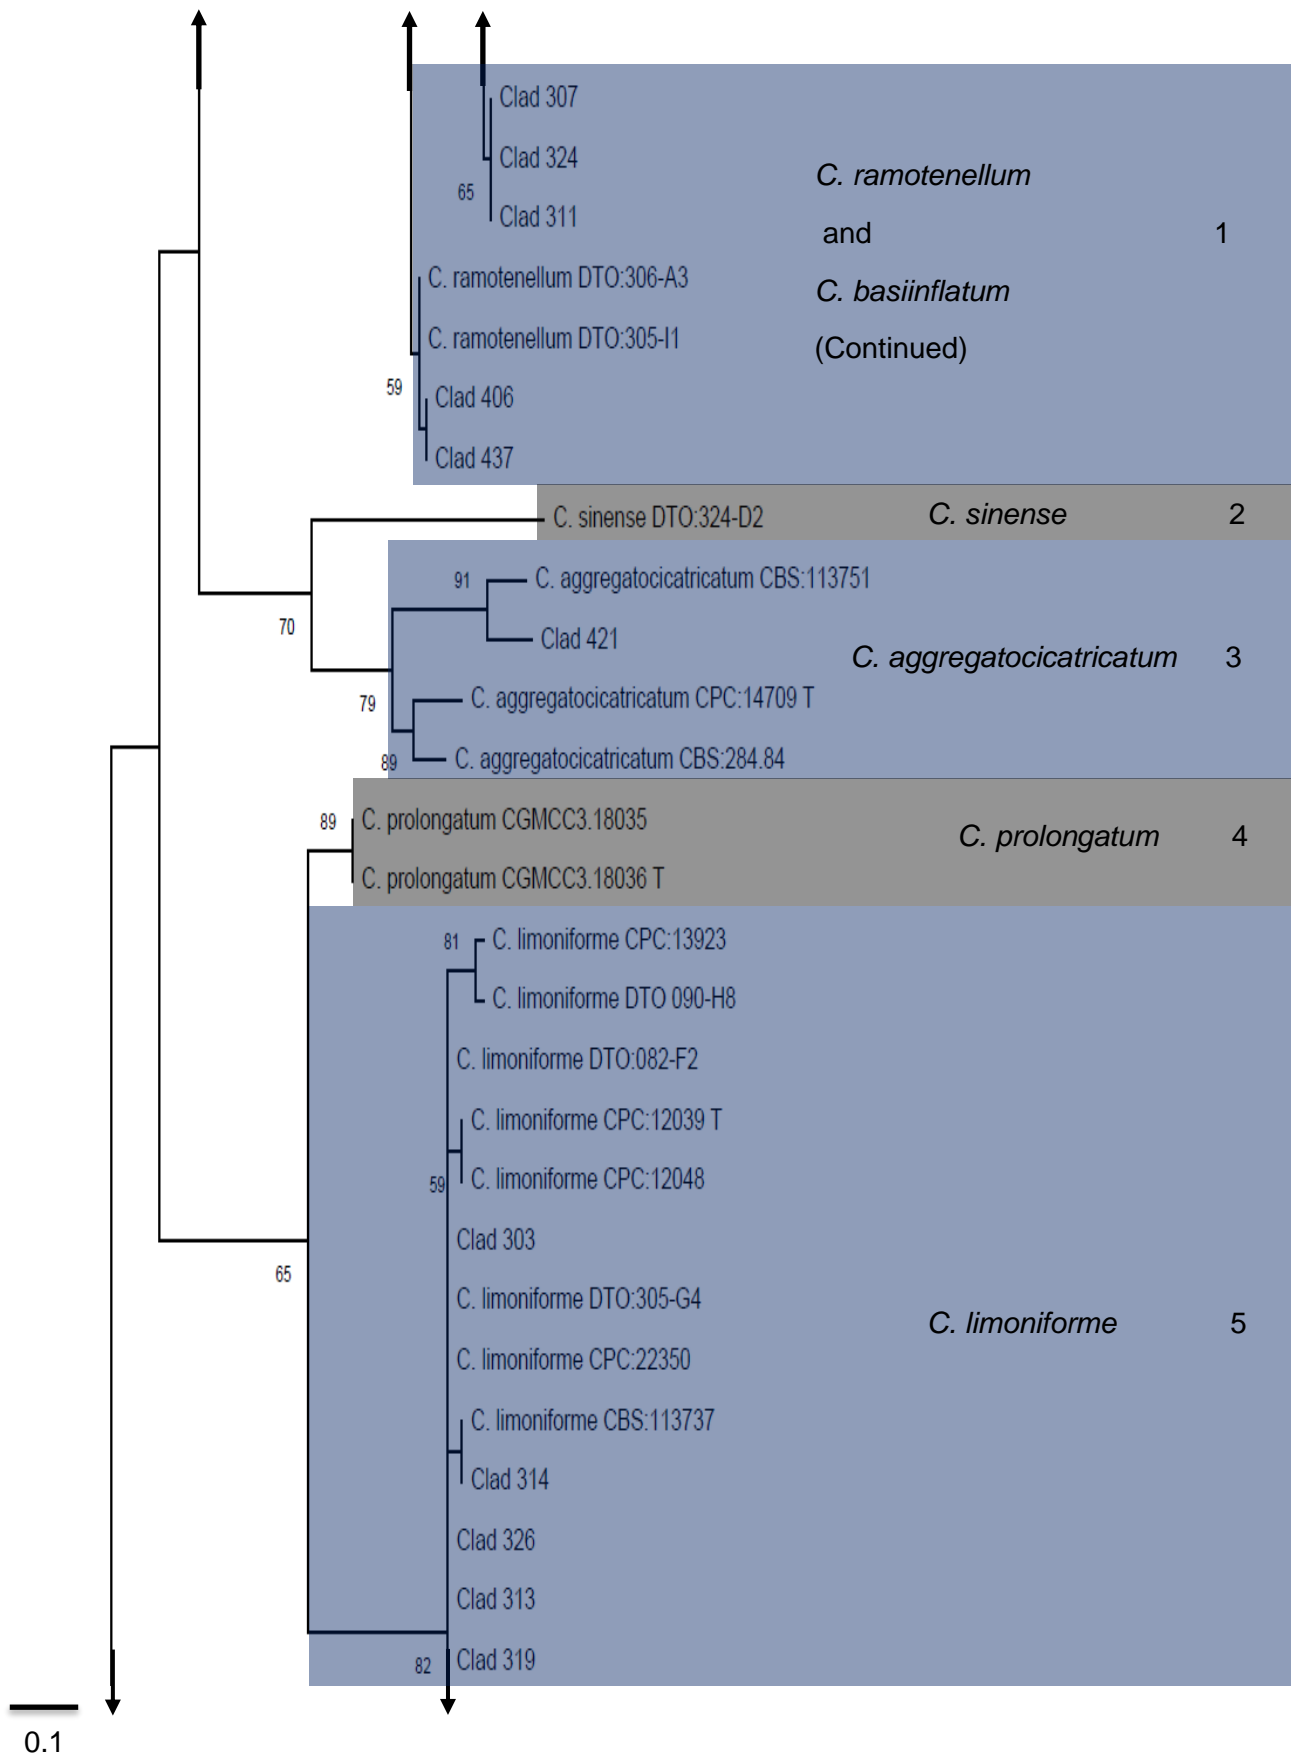 Clad 307
Clad 324
65
Clad 311
C. ramotenellum
and
1
C. basiinflatum
(Continued)
C. ramotenellum DTO:306-A3
C. ramotenellum DTO:305-I1
59
Clad 406
Clad 437
C. sinense DTO:324-D2
C. sinense
2
70
91
C. aggregatocicatricatum CBS:113751
Clad 421
C. aggregatocicatricatum
3
79
C. aggregatocicatricatum CPC:14709 T
89
C. aggregatocicatricatum CBS:284.84
89
C. prolongatum CGMCC3.18035
C. prolongatum
4
C. prolongatum CGMCC3.18036 T
81
C. limoniforme CPC:13923
C. limoniforme DTO 090-H8
C. limoniforme DTO:082-F2
C. limoniforme CPC:12039 T
59
C. limoniforme CPC:12048
Clad 303
65
C. limoniforme DTO:305-G4
C. limoniforme
5
C. limoniforme CPC:22350
C. limoniforme CBS:113737
Clad 314
Clad 326
Clad 313
82
Clad 319
0.1